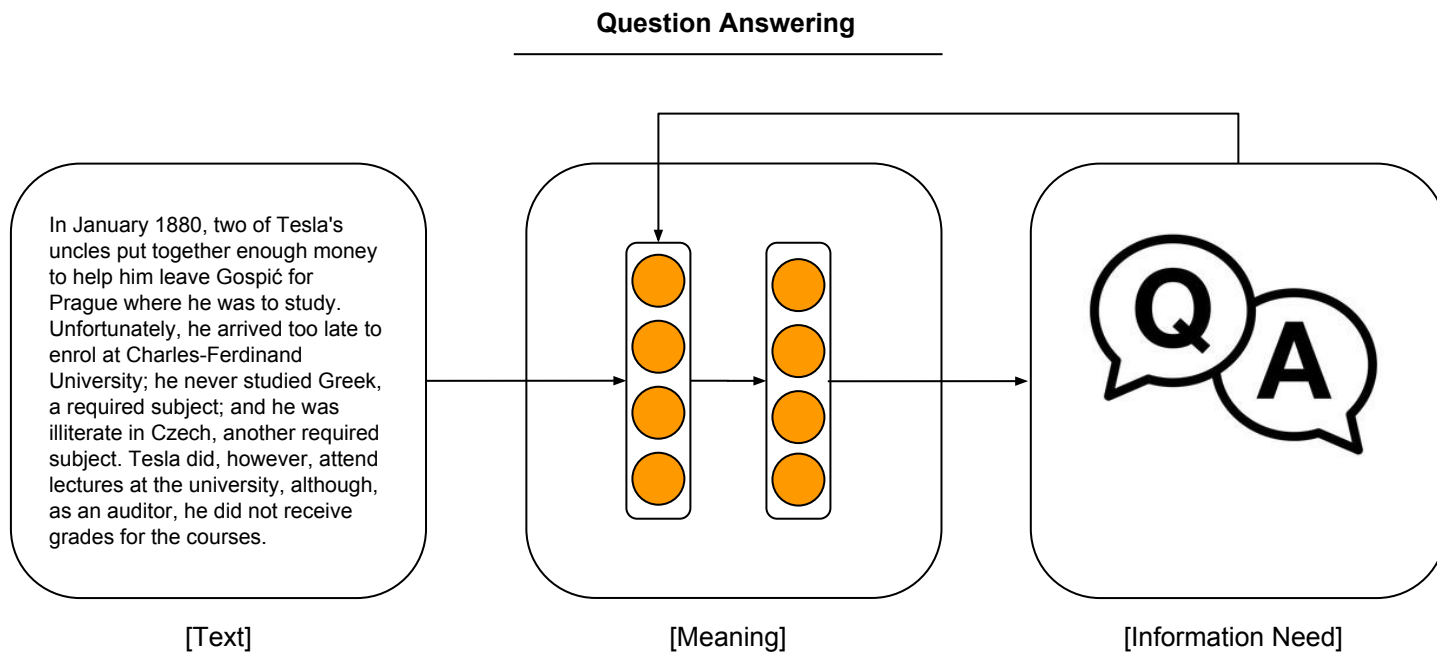 Question Answering
In January 1880, two of Tesla's
uncles put together enough money
to help him leave Gospić for
Prague where he was to study.
Unfortunately, he arrived too late to
enrol at Charles-Ferdinand
University; he never studied Greek,
a required subject; and he was
illiterate in Czech, another required
subject. Tesla did, however, attend
lectures at the university, although,
as an auditor, he did not receive
grades for the courses.
Q
A
[Text]
[Meaning]
[Information Need]